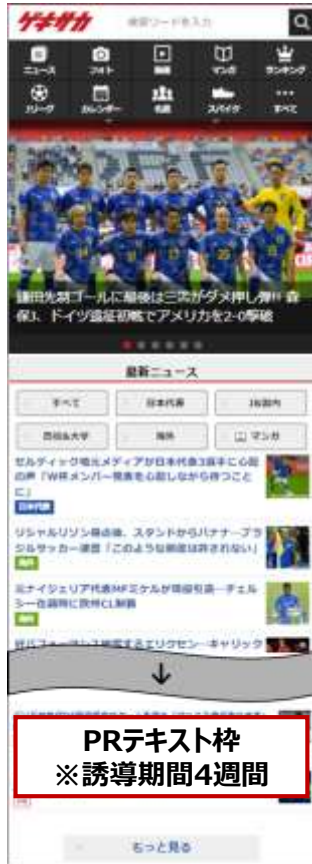 ゲキサカ
検索ワードを入力
ニュース
フォト
動画
マンガ
ランキング
Jリーグ
カレンダー
名鑑
スパイク
すべて
鎌田先制ゴールに最後は三笘がダメ押し弾!! 森
保J、ドイツ遠征初戦でアメリカを2-0撃破
最新ニュース
すべて
日本代表
J&国内
高校&大学
海外
マンガ
セルティック地元メディアが日本代表3選手に心配
の声「W杯メンバー発表を心配しながら待つこと
に」
日本代表
リシャルリソン得点後、スタンドからバナナ…ブラ
ジルサッカー連盟「このような制度は許されない」
海外
元ナイジェリア代表MFミケルが現役引退…チェル
シー在籍時に欧州CL制覇
海外
↓
PRテキスト枠
※誘導期間4週間
PR
もっと見る